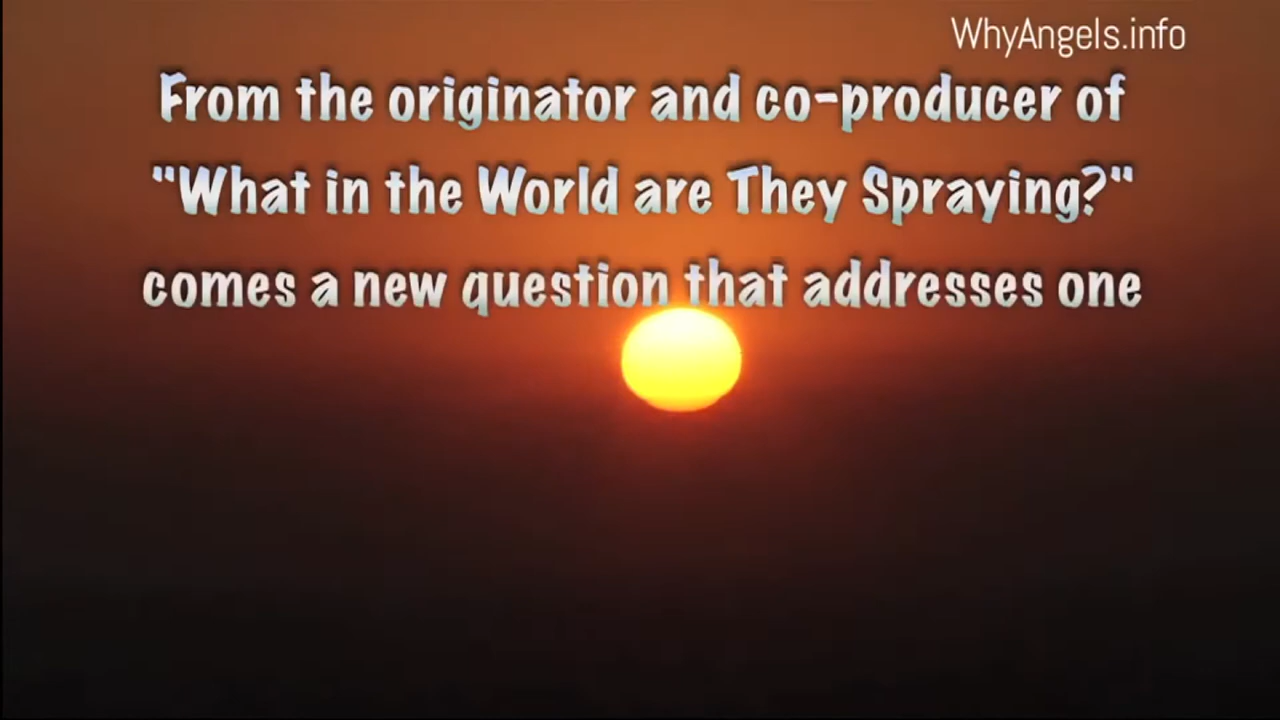 WhyAngels.info
From the originator and co-producer of
"What in the World are They Spraying?"
comes a new question that addresses one